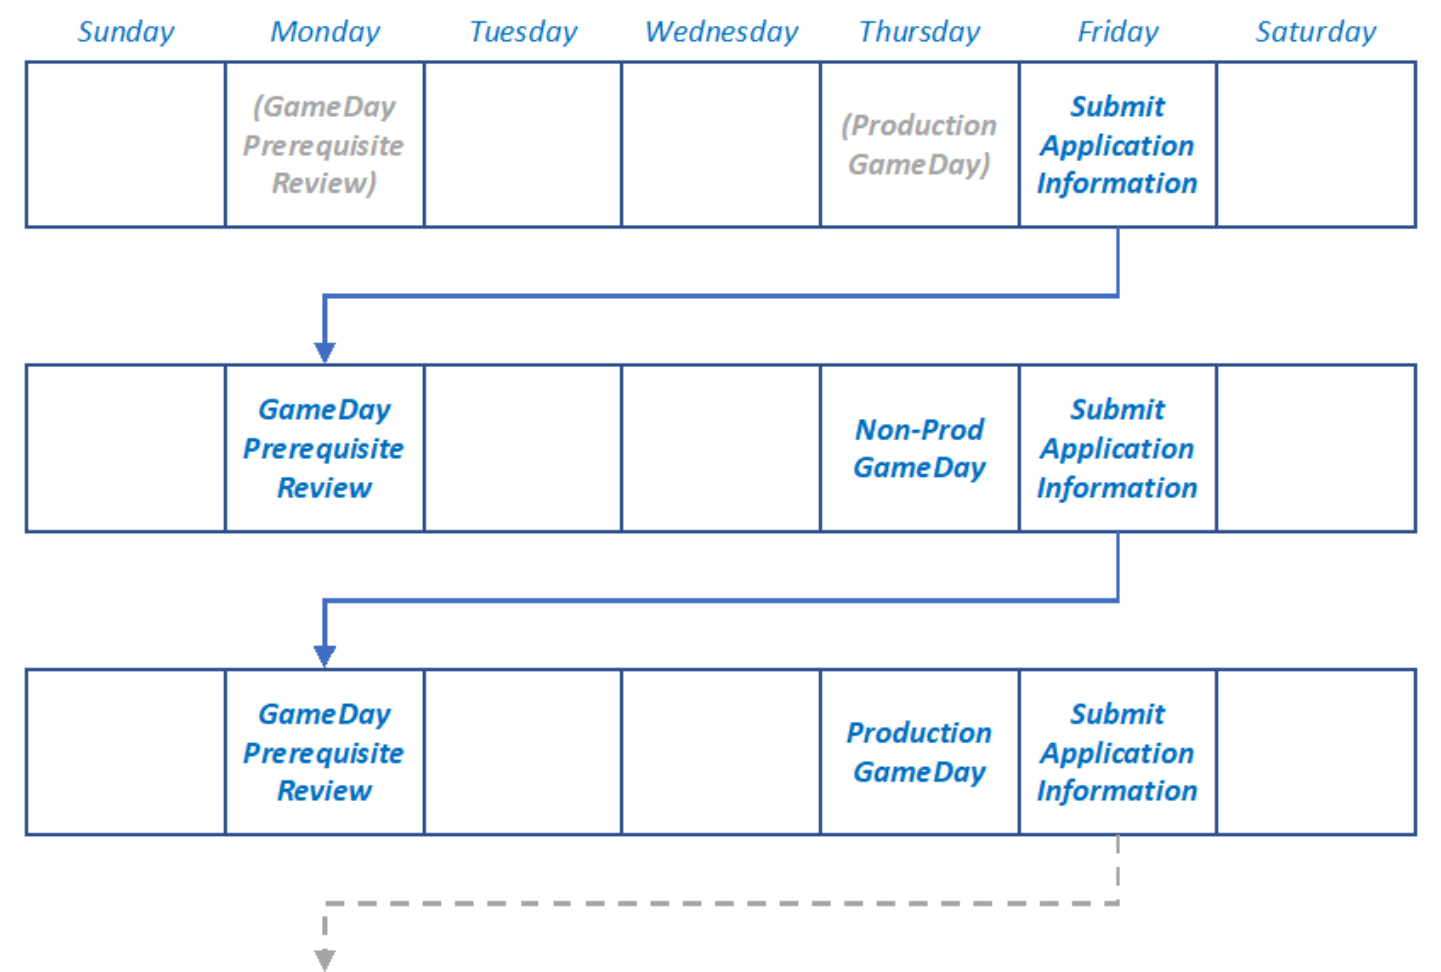 Sunday Monday Tuesday Wednesday Thursday Friday Saturday
(GameDay
Prerequisite
Review)
(Production
GameDay)
Submit
Application
Information
GameDay
Prerequisite
Review
Non-Prod
GameDay
Submit
Application
Information
GameDay
Prerequisite
Review
Production
GameDay
Submit
Application
Information